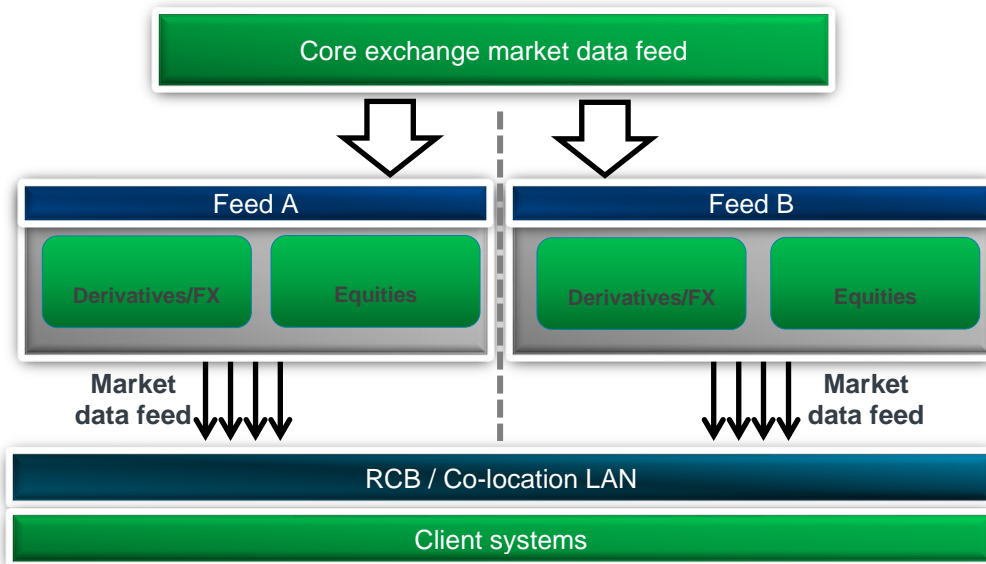 Core exchange market data feed
Feed A
Feed B
Derivatives/FX
Equities
Derivatives/FX
Equities
Market
data feed
Market
data feed
RCB / Co-location LAN
Client systems